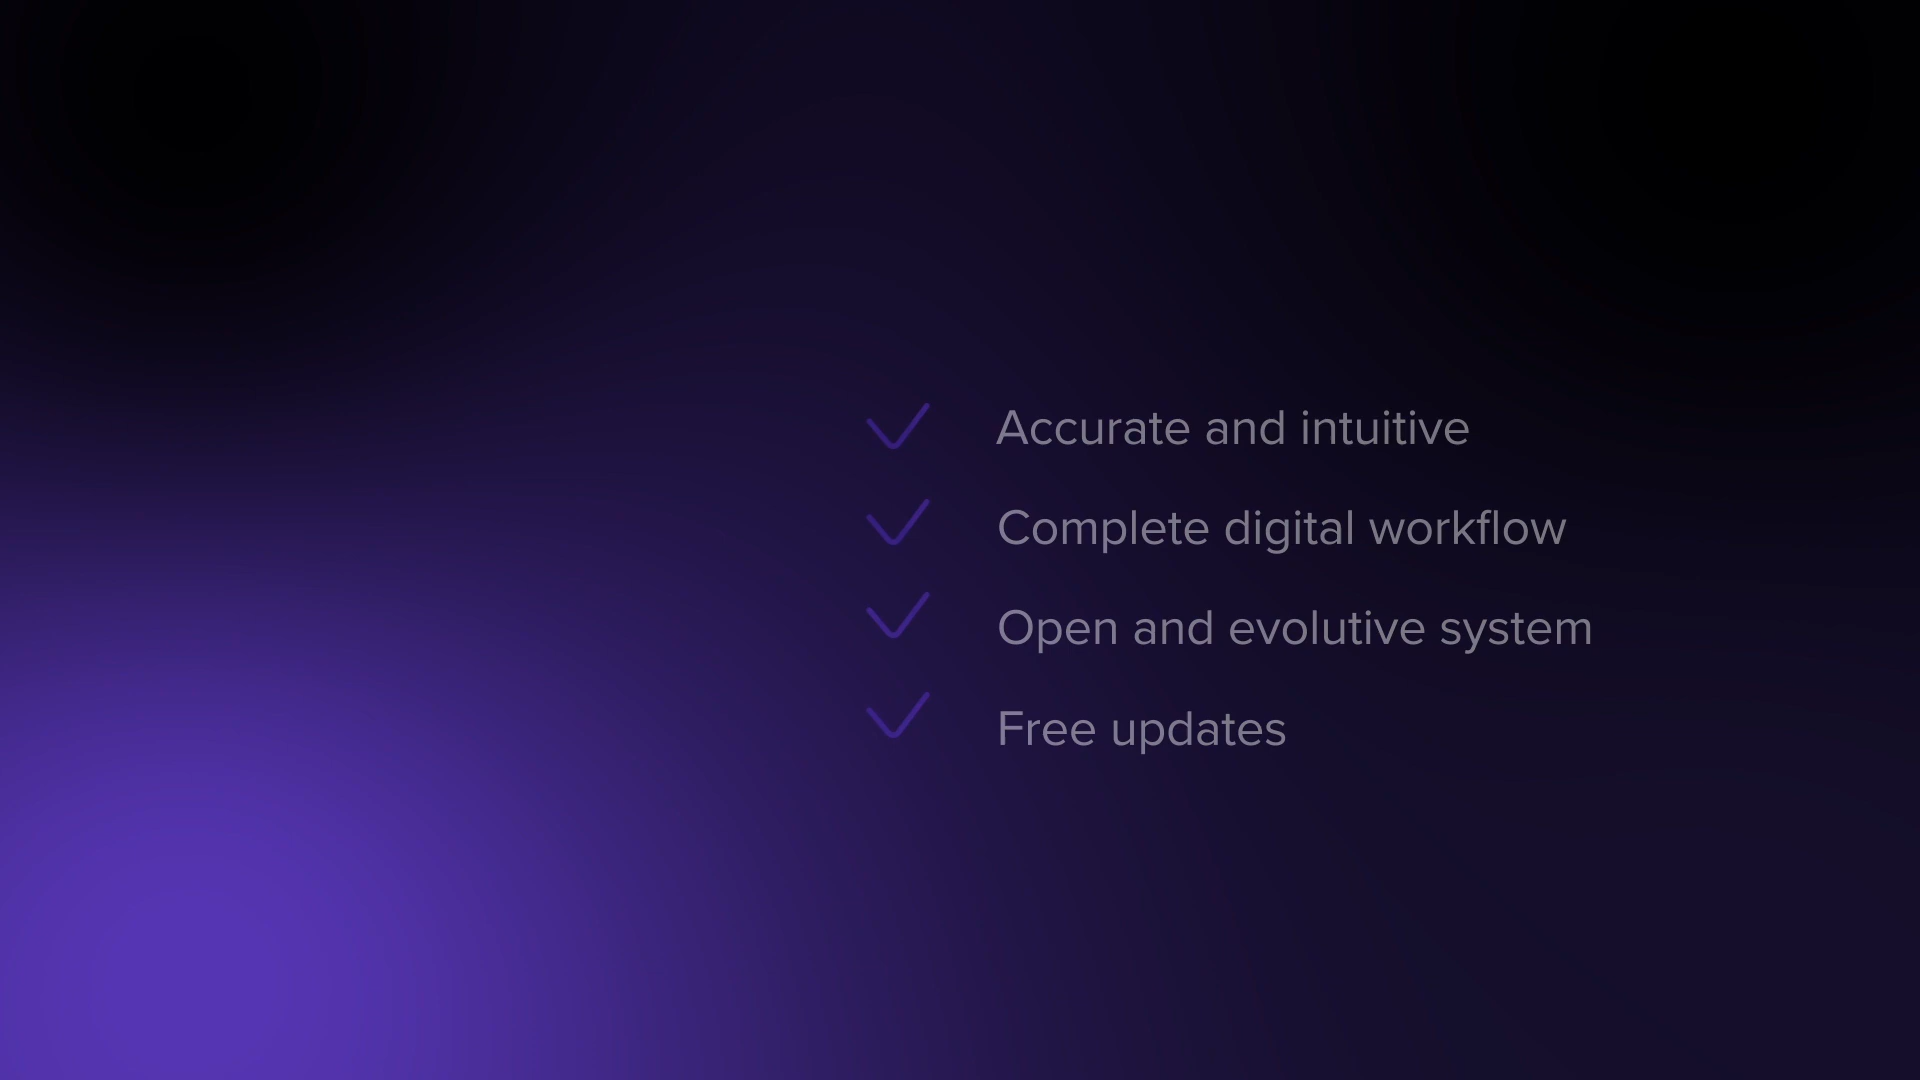 Accurate and intuitive
Complete digital workflow
Open and evolutive system
Free updates